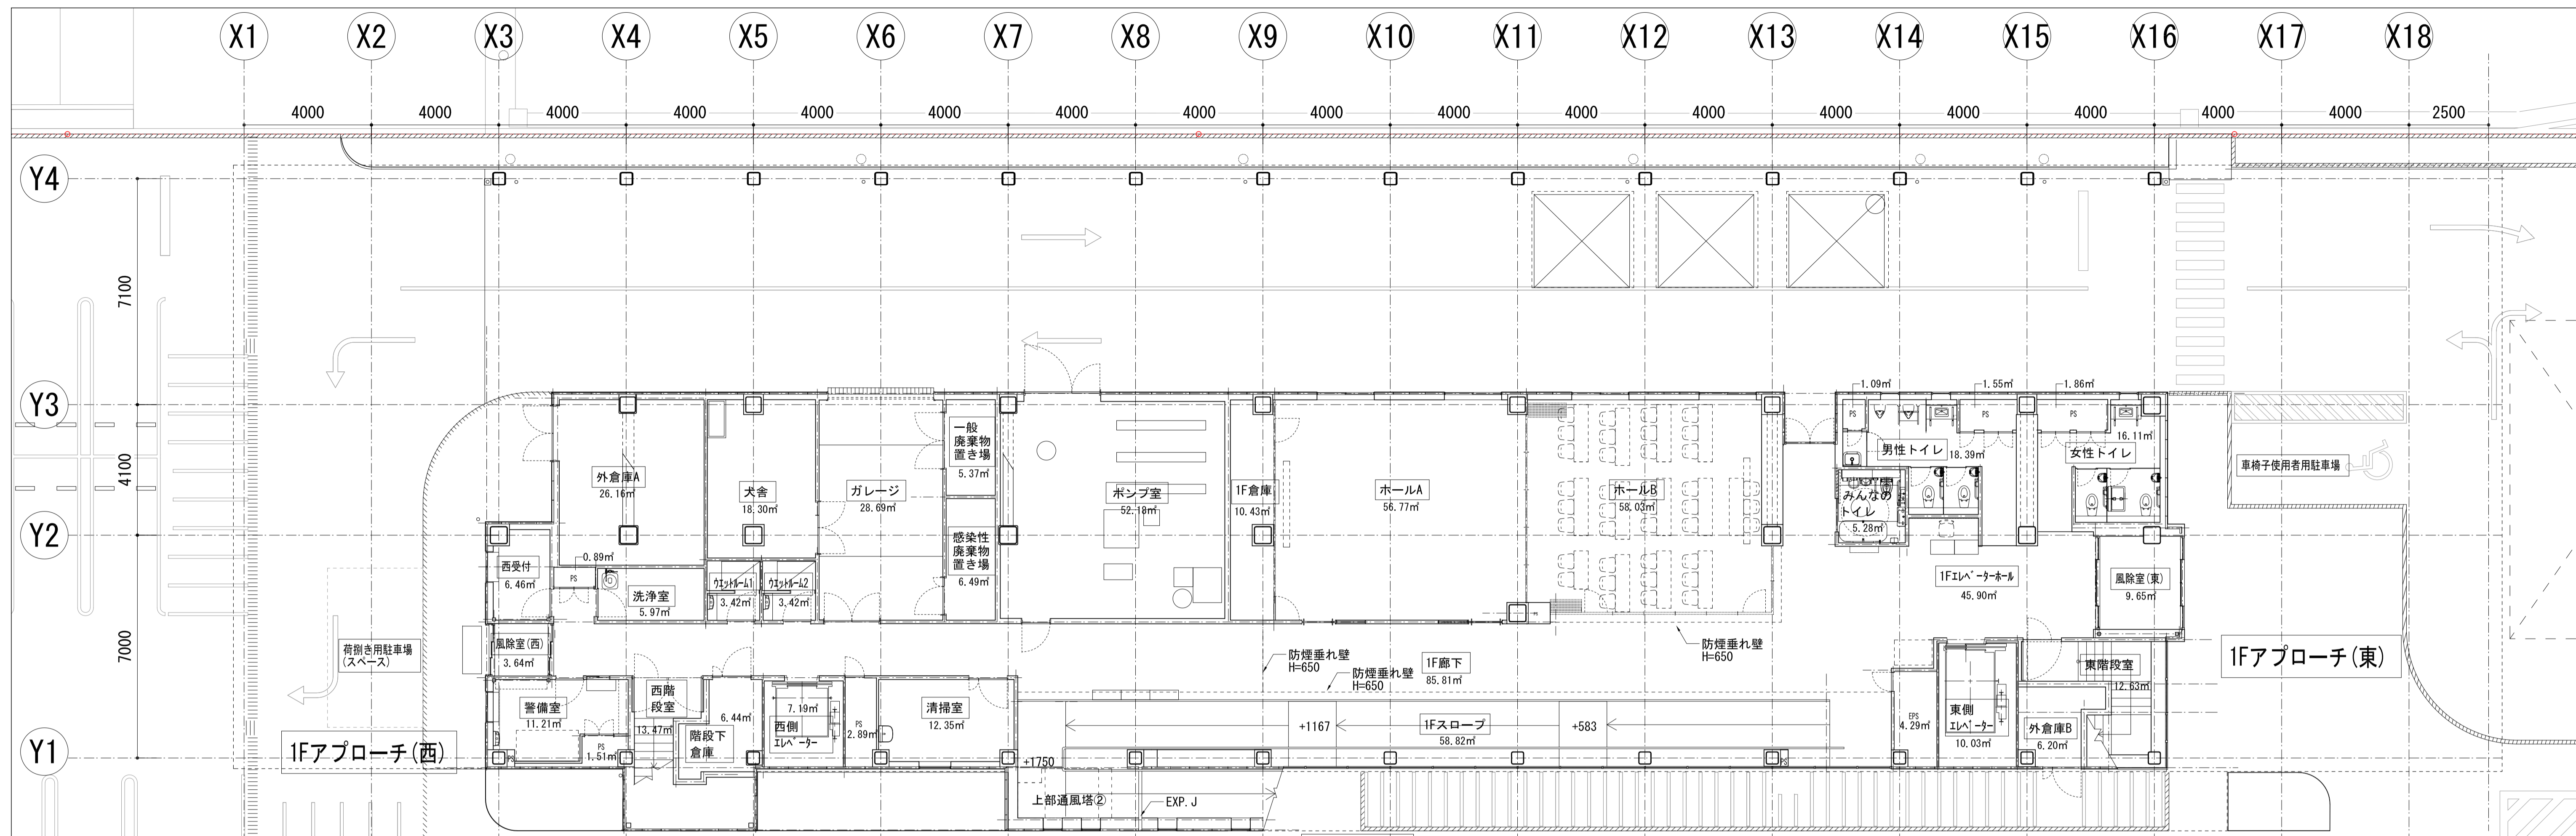 X1 X2 X3 X4 X5 X6 X7 X8 X9 X10 X11 X12 X13 X14 X15 X16 X17 X18
4000 4000 4000 4000 4000 4000 4000 4000 4000 4000 4000 4000 4000 4000 4000 4000 4000 2500
Y4
7100
Y3
4100
Y2
7000
Y1
外倉庫A
26.16㎡
犬舎
18.30㎡
ガレージ
28.69㎡
一般
廃棄物
置き場
5.37㎡
感染性
廃棄物
置き場
6.49㎡
ポンプ室
52.18㎡
1F倉庫
10.43㎡
ホールA
56.77㎡
ホールB
58.03㎡
1.09㎡
1.55㎡
1.86㎡
PS
PS
PS
男性トイレ
18.39㎡
16.11㎡
女性トイレ
みんなの
トイレ
5.28㎡
車椅子使用者用駐車場
西受付
6.46㎡
0.89㎡
PS
洗浄室
5.97㎡
ウエットルーム1
3.42㎡
ウエットルーム2
3.42㎡
1Fエレベーターホール
45.90㎡
風除室(東)
9.65㎡
荷捌き用駐車場
(スペース)
風除室(西)
3.64㎡
防煙垂れ壁
H=650
防煙垂れ壁
H=650
防煙垂れ壁
H=650
1F廊下
85.81㎡
1Fアプローチ(東)
1Fアプローチ(西)
警備室
11.21㎡
PS
1.51㎡
PS
西階
段室
13.47㎡
6.44㎡
階段下
倉庫
7.19㎡
西側
エレベーター
PS
2.89㎡
清掃室
12.35㎡
+1167
1Fスロープ
58.82㎡
+583
+1750
PS
EPS
4.29㎡
東側
エレベーター
10.03㎡
東階段室
12.63㎡
外倉庫B
6.20㎡
上部通風塔②
EXP.J